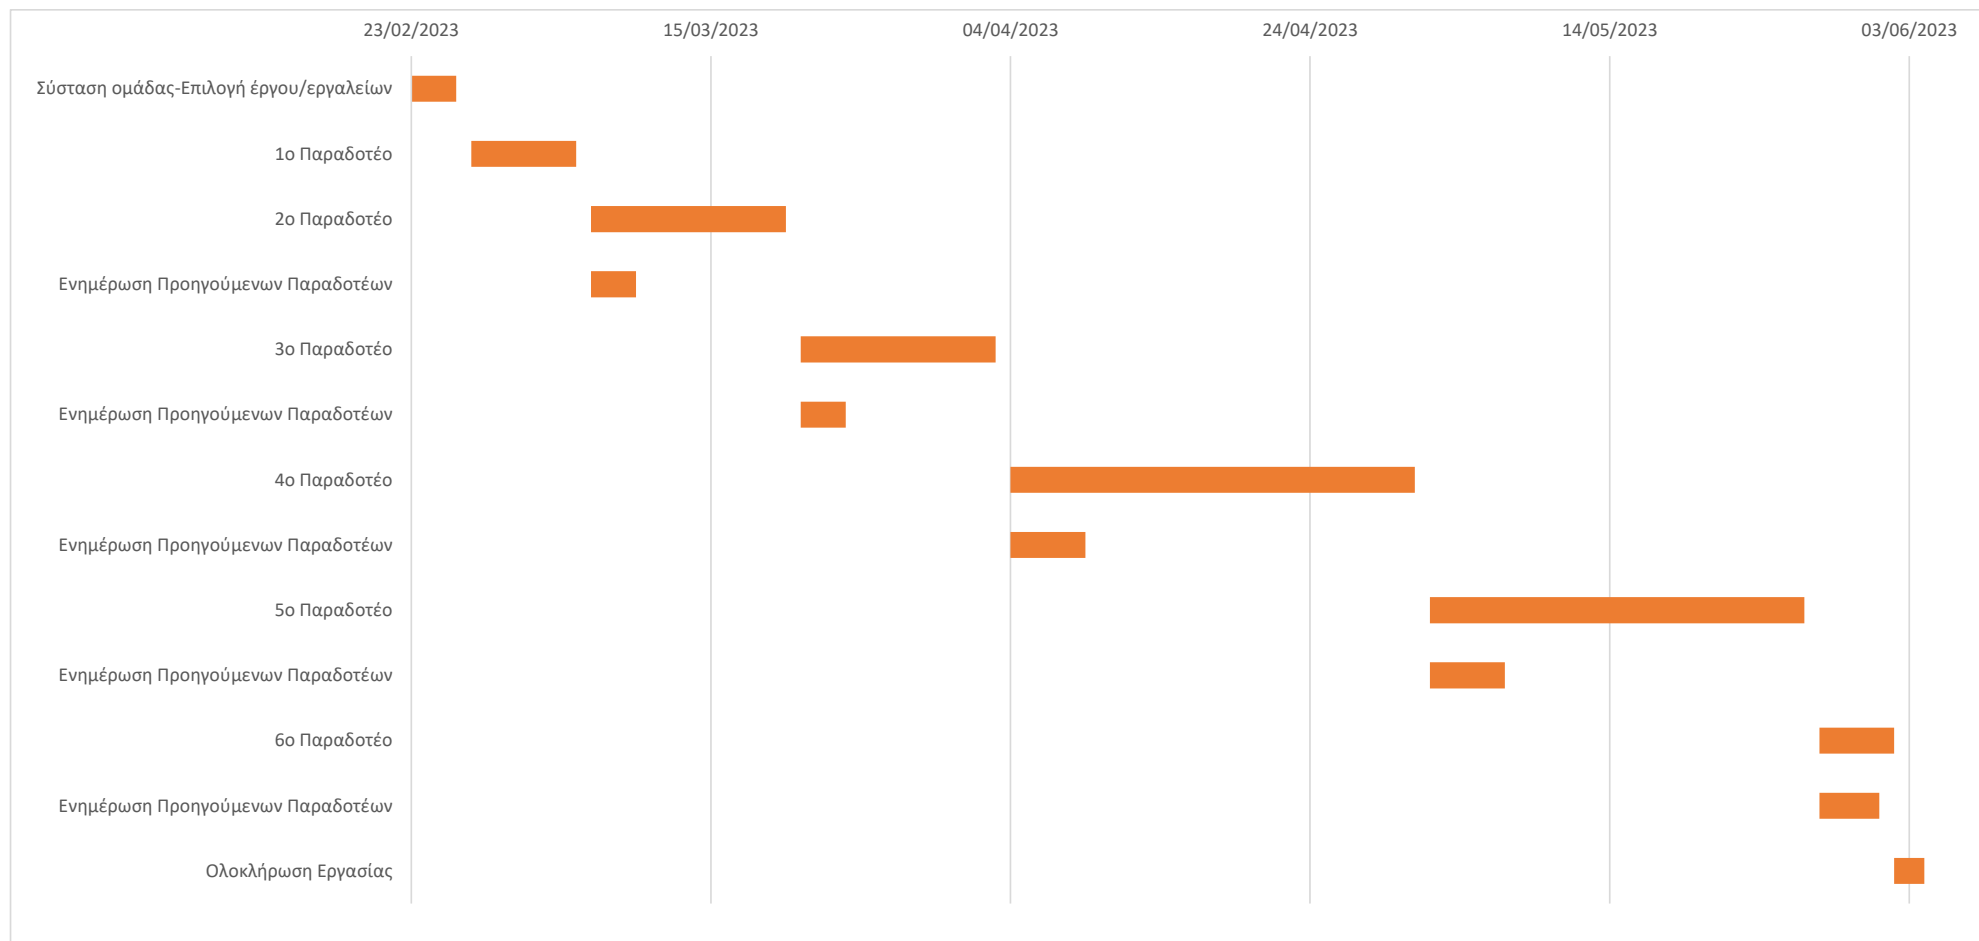 23/02/2023 15/03/2023 04/04/2023 24/04/2023 14/05/2023 03/06/2023
Σύσταση ομάδας-Επιλογή έργου/εργαλείων
1ο Παραδοτέο
2ο Παραδοτέο
Ενημέρωση Προηγούμενων Παραδοτέων
3ο Παραδοτέο
Ενημέρωση Προηγούμενων Παραδοτέων
4ο Παραδοτέο
Ενημέρωση Προηγούμενων Παραδοτέων
5ο Παραδοτέο
Ενημέρωση Προηγούμενων Παραδοτέων
6ο Παραδοτέο
Ενημέρωση Προηγούμενων Παραδοτέων
Ολοκλήρωση Εργασίας